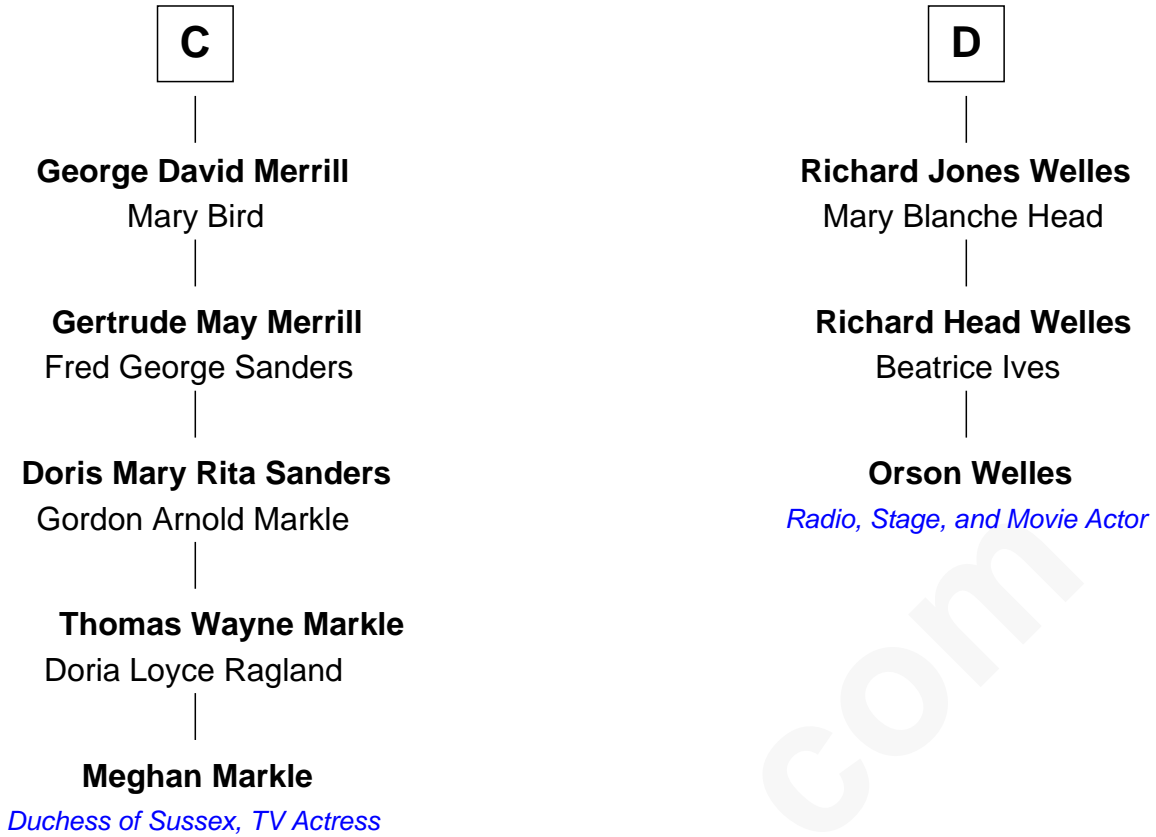 C
George David Merrill
Mary Bird
Gertrude May Merrill
Fred George Sanders
Doris Mary Rita Sanders
Gordon Arnold Markle
Thomas Wayne Markle
Doria Loyce Ragland
Meghan Markle
Duchess of Sussex, TV Actress
D
Richard Jones Welles
Mary Blanche Head
Richard Head Welles
Beatrice Ives
Orson Welles
Radio, Stage, and Movie Actor
com